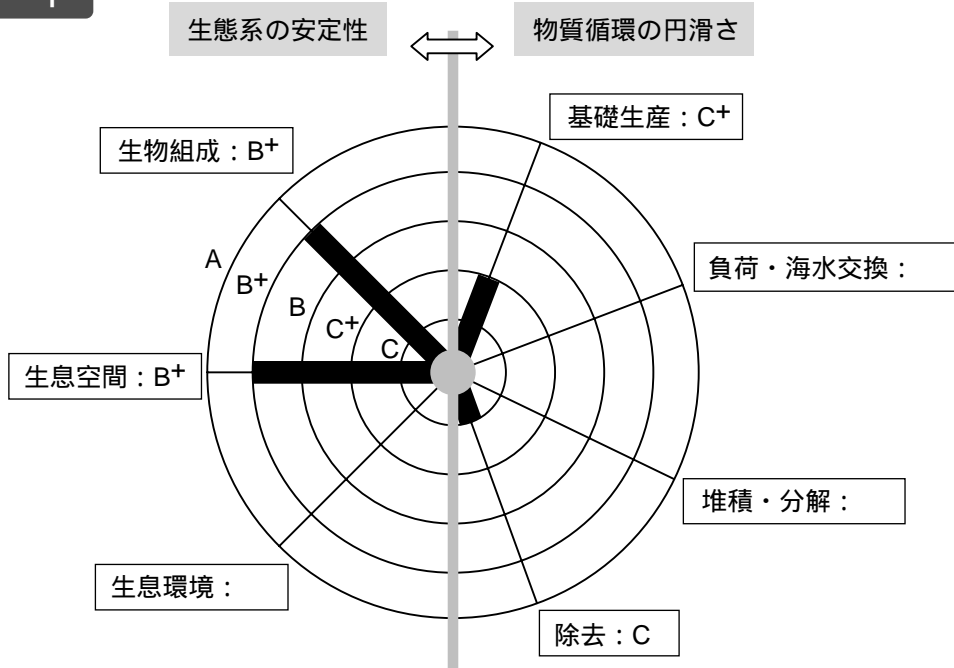 生態系の安定性
物質循環の円滑さ
基礎生産：C+
生物組成：B+
負荷・海水交換：
A
B+
B
C+
C
生息空間：B+
堆積・分解：
生息環境：
除去：C